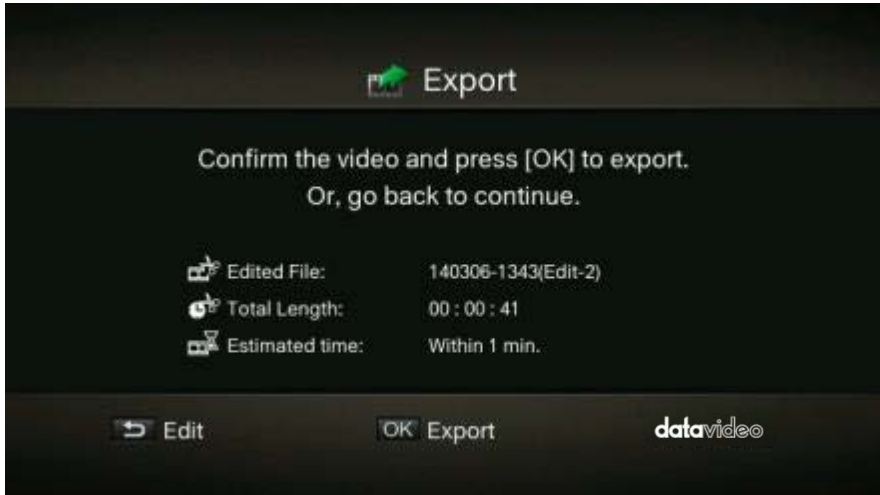 Export
Confirm the video and press [OK] to export.
Or, go back to continue.
Edited File: 140306-1343(Edit-2)
Total Length: 00 : 00 : 41
Estimated time: Within 1 min.
Edit OK Export datavideo